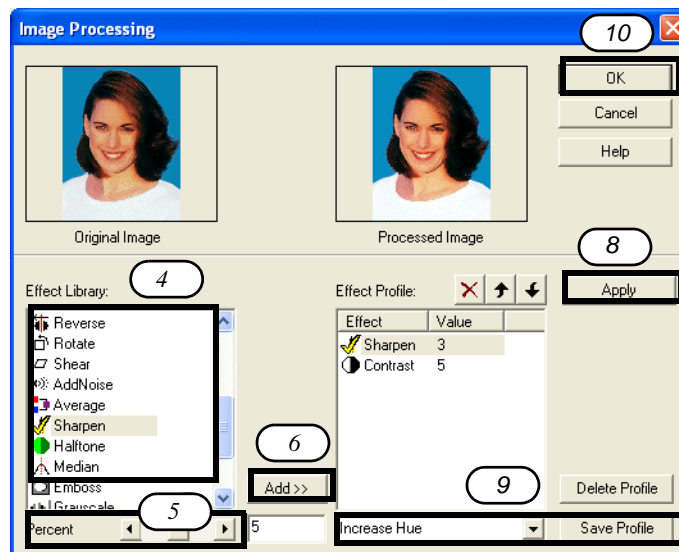 Image Processing
10
OK
Cancel
Help
Original Image
Processed Image
8
4
Effect Library:
Effect Profile:
Apply
Reverse
Rotate
Shear
AddNoise
Average
Sharpen
Halftone
Median
Emboss
Grayscale
Effect Value
Sharpen 3
Contrast 5
6
Add >>
9
Delete Profile
5
Percent
5
Increase Hue
Save Profile